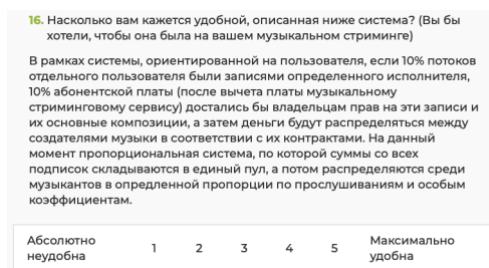 16. Насколько вам кажется удобной, описанная ниже система? (Вы бы
хотели, чтобы она была на вашем музыкальном стриминге)
В рамках системы, ориентированной на пользователя, если 10% потоков
отдельного пользователя были записями определенного исполнителя,
10% абонентской платы (после вычета платы музыкальному
стриминговому сервису) достались бы владельцам прав на эти записи и
их основные композиции, а затем деньги будут распределяться между
создателями музыки в соответствии с их контрактами. На данный
момент пропорциональная система, по которой суммы со всех
подписок складываются в единый пул, а потом распределяются среди
музыкантов в опредленной пропорции по прослушиваниям и особым
коэффициентам.
Абсолютно неудобна 1 2 3 4 5 Максимально удобна